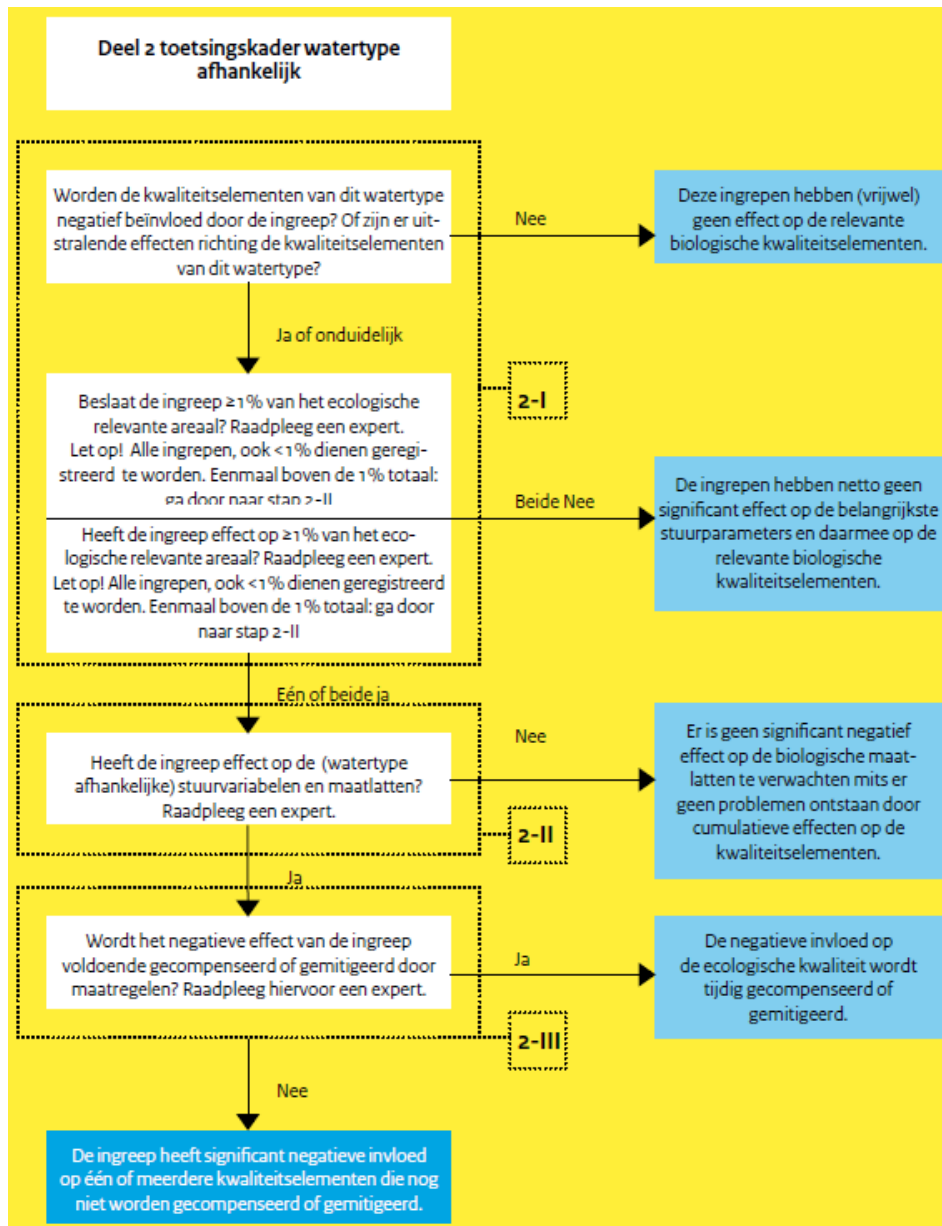 Deel 2 toetsingskader watertype
afhankelijk
Worden de kwaliteitselementen van dit watertype
negatief beïnvloed door de ingreep? Of zijn er uit-
stralende effecten richting de kwaliteitselementen
van dit watertype?
Nee
Deze ingrepen hebben (vrijwel)
geen effect op de relevante
biologische kwaliteitselementen.
Ja of onduidelijk
2-I
Beslaat de ingreep ≥1% van het ecologische
relevante areaal? Raadpleeg een expert.
Let op! Alle ingrepen, ook <1% dienen geregi-
streerd te worden. Eenmaal boven de 1% totaal:
ga door naar stap 2-II
Heeft de ingreep effect op ≥1% van het eco-
logische relevante areaal? Raadpleeg een expert.
Let op! Alle ingrepen, ook <1% dienen geregistreerd
te worden. Eenmaal boven de 1% totaal: ga door
naar stap 2-II
Beide Nee
De ingrepen hebben netto geen
significant effect op de belangrijkste
stuurparameters en daarmee op de
relevante biologische
kwaliteitselementen.
Eén of beide ja
Heeft de ingreep effect op de (watertype
afhankelijke) stuurvariabelen en maatlatten?
Raadpleeg een expert.
Nee
Er is geen significant negatief
effect op de biologische maat-
latten te verwachten mits er
geen problemen ontstaan door
cumulatieve effecten op de
kwaliteitselementen.
2-II
Ja
Wordt het negatieve effect van de ingreep
voldoende gecompenseerd of gemitigeerd door
maatregelen? Raadpleeg hiervoor een expert.
Ja
De negatieve invloed op
de ecologische kwaliteit wordt
tijdig gecompenseerd of
gemitigeerd.
2-III
Nee
De ingreep heeft significant negatieve invloed
op één of meerdere kwaliteitselementen die nog
niet worden gecompenseerd of gemitigeerd.